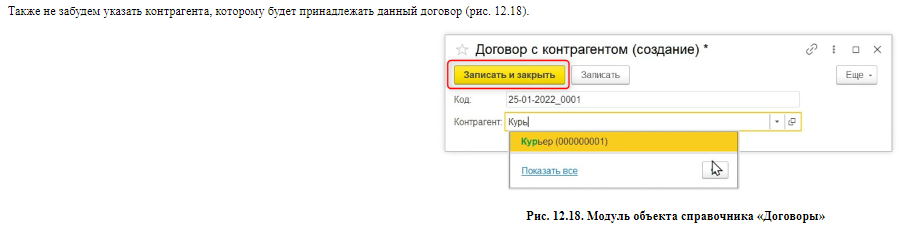 Также не забудем указать контрагента, которому будет принадлежать данный договор (рис. 12.18).
Договор с контрагентом (создание) *
Записать и закрыть Записать Еще
Код: 25-01-2022_0001
Контрагент: Курь
Курьер (000000001)
Показать все
Рис. 12.18. Модуль объекта справочника «Договоры»